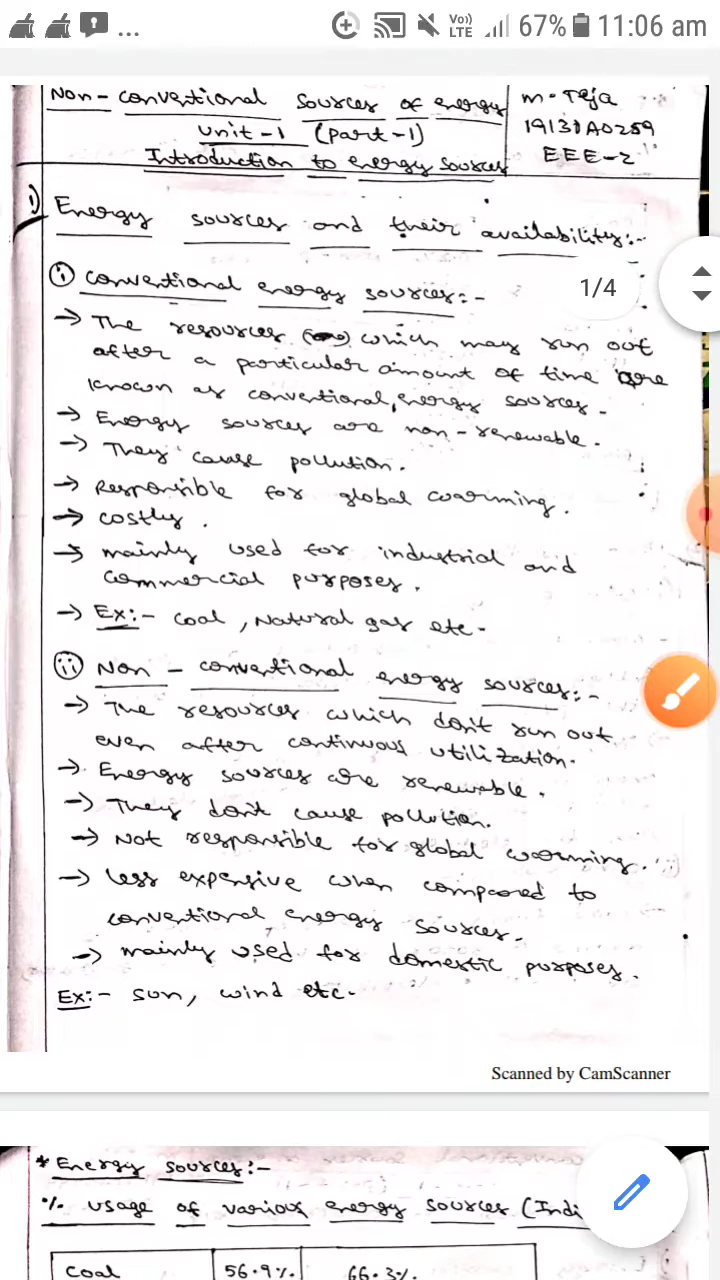 ... Vo)) LTE 67% 11:06 am
Non-conventional sources of energy
unit-1 (part-1)
Introduction to energy sources
M. Teja
19131A0259
EEE-2
1) Energy sources and their availability:-
1/4
(i) conventional energy sources:-
→ The resources which may run out
after a particular amount of time are
known as conventional energy sources.
→ Energy sources are non-renewable.
→ They cause pollution.
→ Responsible for global warming.
→ costly.
→ mainly used for industrial and
commercial purposes.
→ Ex:- coal, Natural gas etc.
(ii) Non-conventional energy sources:-
→ The resources which don't run out
even after continuous utilization.
→ Energy sources are renewable.
→ They don't cause pollution.
→ Not responsible for global warming.
→ less expensive when compared to
conventional energy sources.
→ mainly used for domestic purposes.
Ex:- sun, wind etc.
Scanned by CamScanner
* Energy sources:-
% usage of various energy sources (Indi
coal 56.9% 66.3%